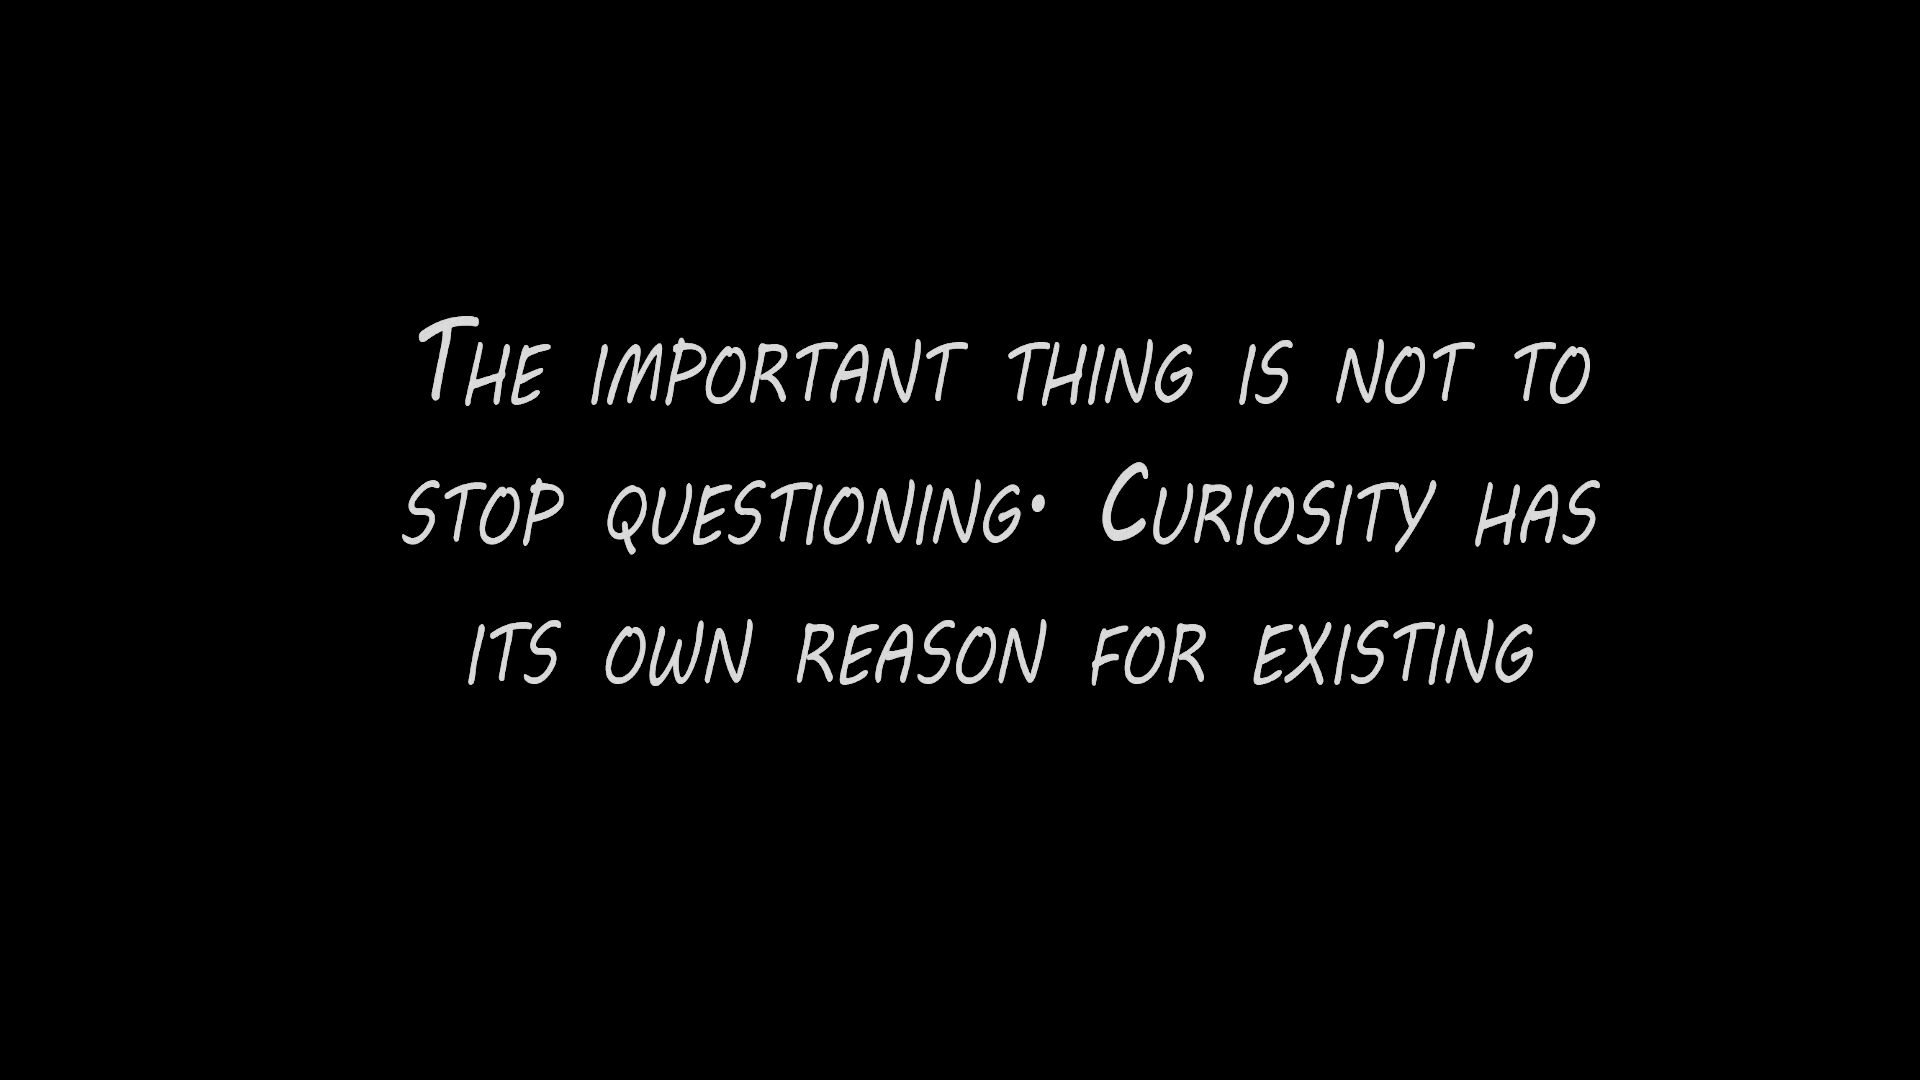 The important thing is not to
stop questioning. Curiosity has
its own reason for existing